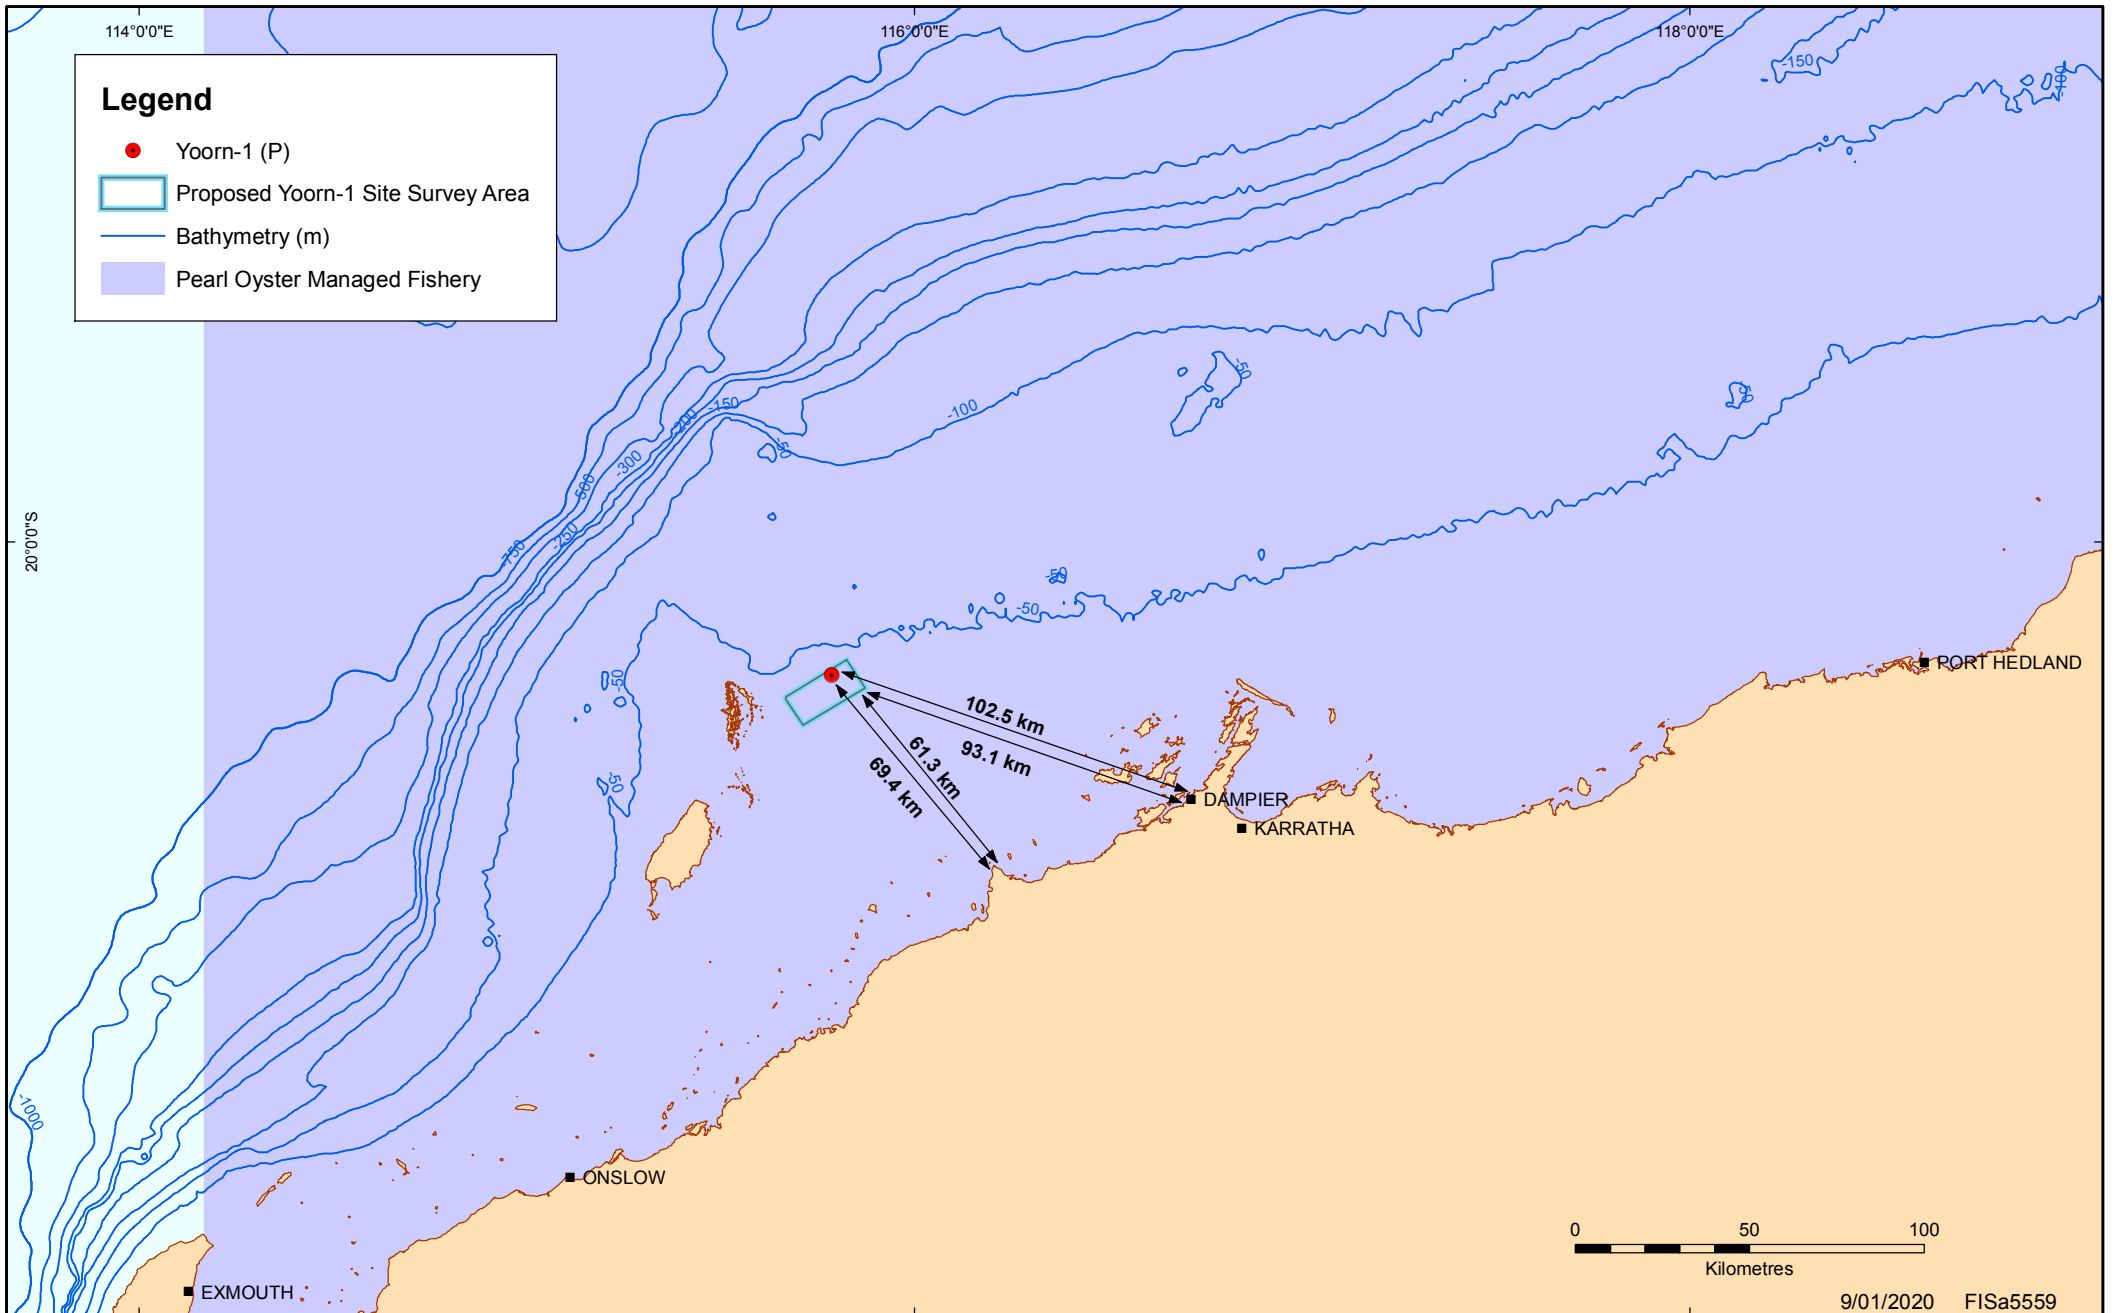 114°0'0"E
116°0'0"E
118°0'0"E
Legend
Yoorn-1 (P)
Proposed Yoorn-1 Site Survey Area
Bathymetry (m)
Pearl Oyster Managed Fishery
-150
-100
-50
-50
-100
-150
-200
-50
-300
-500
-250
-750
20°0'0"S
-50
-50
-50
-50
PORT HEDLAND
102.5 km
93.1 km
61.3 km
69.4 km
DAMPIER
KARRATHA
-1000
ONSLOW
EXMOUTH
0 50 100
Kilometres
9/01/2020 FISa5559